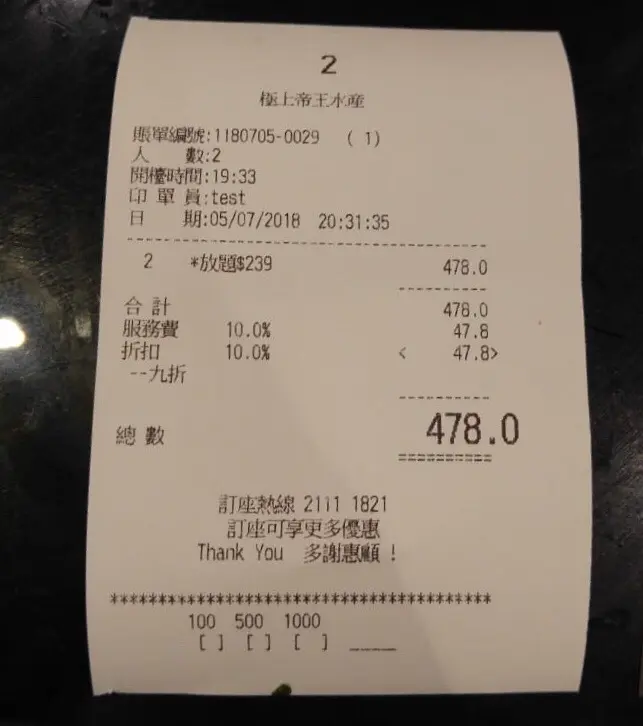 2
極上帝王水産
賬單編號:1180705-0029 ( 1)
人 數:2
開檯時間:19:33
印 單 員:test
日 期:05/07/2018 20:31:35
2 *放題$239 478.0
合 計 478.0
服務費 10.0% 47.8
折扣 10.0% < 47.8>
--九折
總 數 478.0
==========
訂座熱線 2111 1821
訂座可享更多優惠
Thank You 多謝惠顧 !
****************************************
100 500 1000
[ ] [ ] [ ] _____